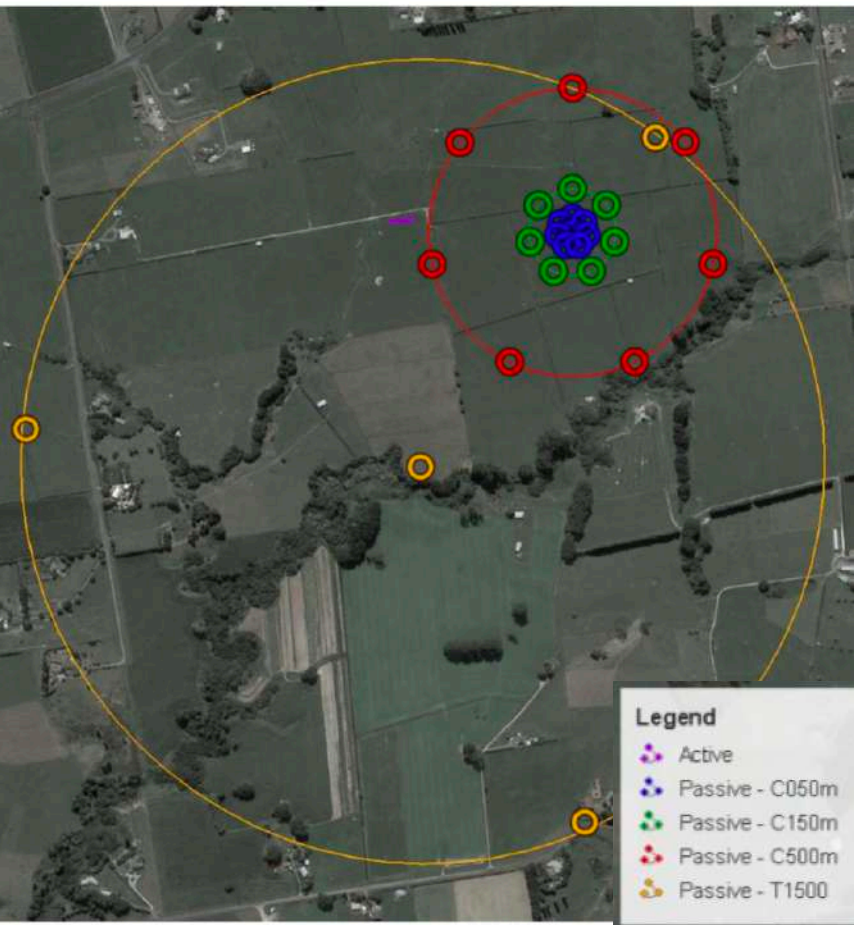 Legend
Active
Passive - C050m
Passive - C150m
Passive - C500m
Passive - T1500